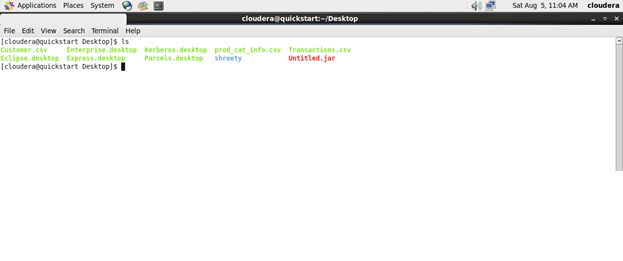 Applications Places System Sat Aug 5, 11:04 AM cloudera
cloudera@quickstart:~/Desktop
File Edit View Search Terminal Help
[cloudera@quickstart Desktop]$ ls
Customer.csv Enterprise.desktop Kerberos.desktop prod_cat_info.csv Transactions.csv
Eclipse.desktop Express.desktop Parcels.desktop shreety Untitled.jar
[cloudera@quickstart Desktop]$